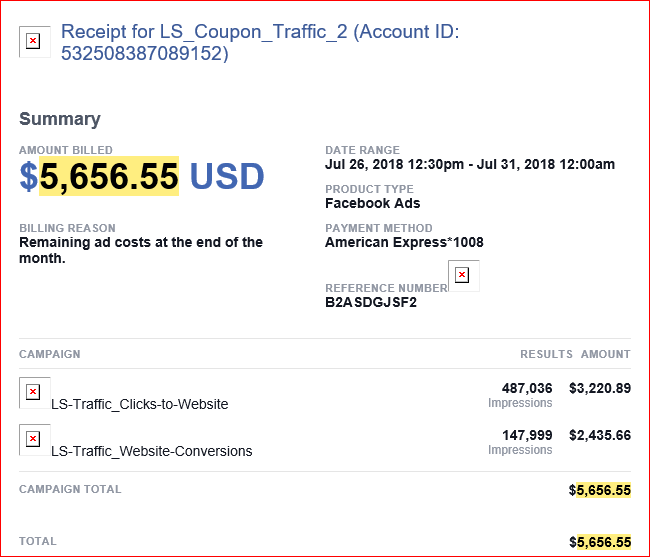 Receipt for LS_Coupon_Traffic_2 (Account ID:
532508387089152)
Summary
AMOUNT BILLED
$5,656.55 USD
BILLING REASON
Remaining ad costs at the end of the
month.
DATE RANGE
Jul 26, 2018 12:30pm - Jul 31, 2018 12:00am
PRODUCT TYPE
Facebook Ads
PAYMENT METHOD
American Express*1008
REFERENCE NUMBER
B2ASDGJSF2
CAMPAIGN RESULTS AMOUNT
LS-Traffic_Clicks-to-Website 487,036 $3,220.89
Impressions
LS-Traffic_Website-Conversions 147,999 $2,435.66
Impressions
CAMPAIGN TOTAL $5,656.55
TOTAL $5,656.55